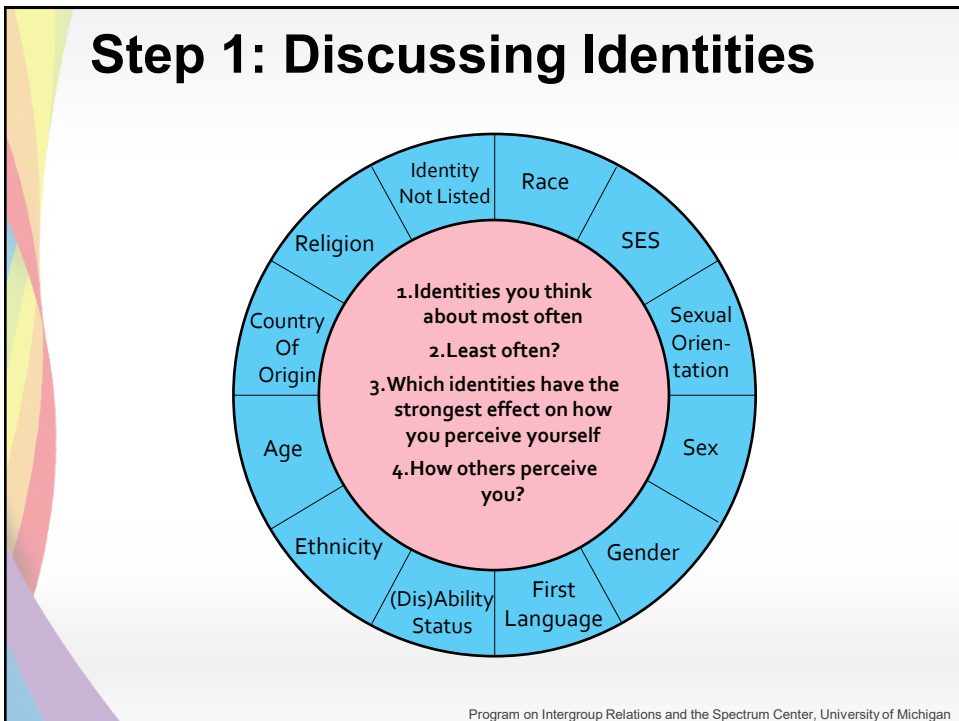 Step 1: Discussing Identities
Identity
Not Listed
Race
SES
Sexual
Orien-
tation
Sex
Gender
First
Language
(Dis)Ability
Status
Ethnicity
Age
Country
Of
Origin
Religion
1.Identities you think
about most often
2.Least often?
3.Which identities have the
strongest effect on how
you perceive yourself
4.How others perceive
you?
Program on Intergroup Relations and the Spectrum Center, University of Michigan